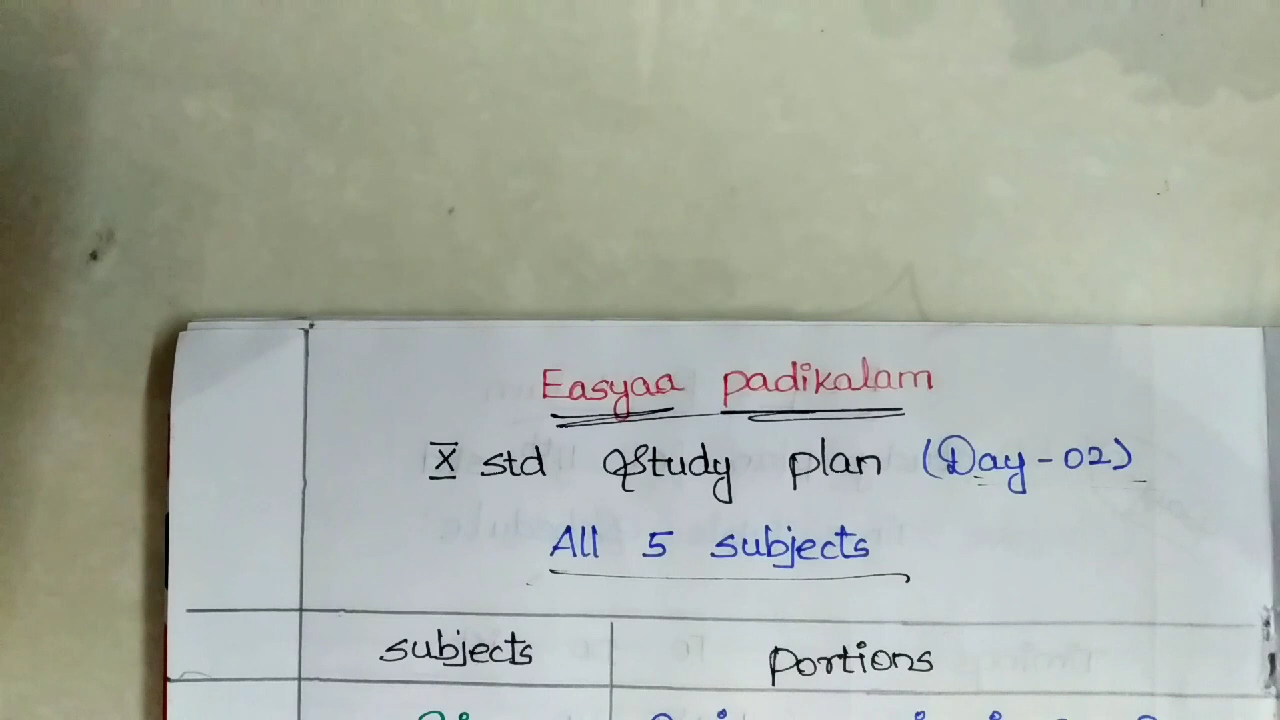 Easyaa padikalam
X std Study plan (Day-02)
All 5 subjects
subjects portions